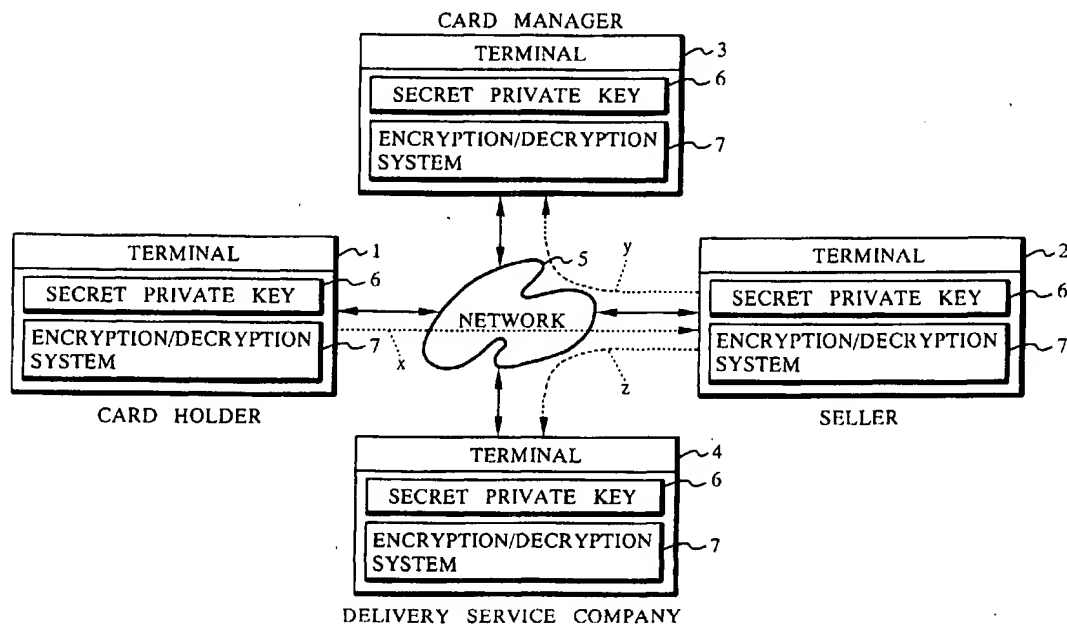 CARD MANAGER
TERMINAL
3
SECRET PRIVATE KEY
6
ENCRYPTION/DECRYPTION
SYSTEM
7
TERMINAL
1
SECRET PRIVATE KEY
6
ENCRYPTION/DECRYPTION
SYSTEM
7
CARD HOLDER
5
NETWORK
x
y
z
TERMINAL
2
SECRET PRIVATE KEY
6
ENCRYPTION/DECRYPTION
SYSTEM
7
SELLER
TERMINAL
4
SECRET PRIVATE KEY
6
ENCRYPTION/DECRYPTION
SYSTEM
7
DELIVERY SERVICE COMPANY